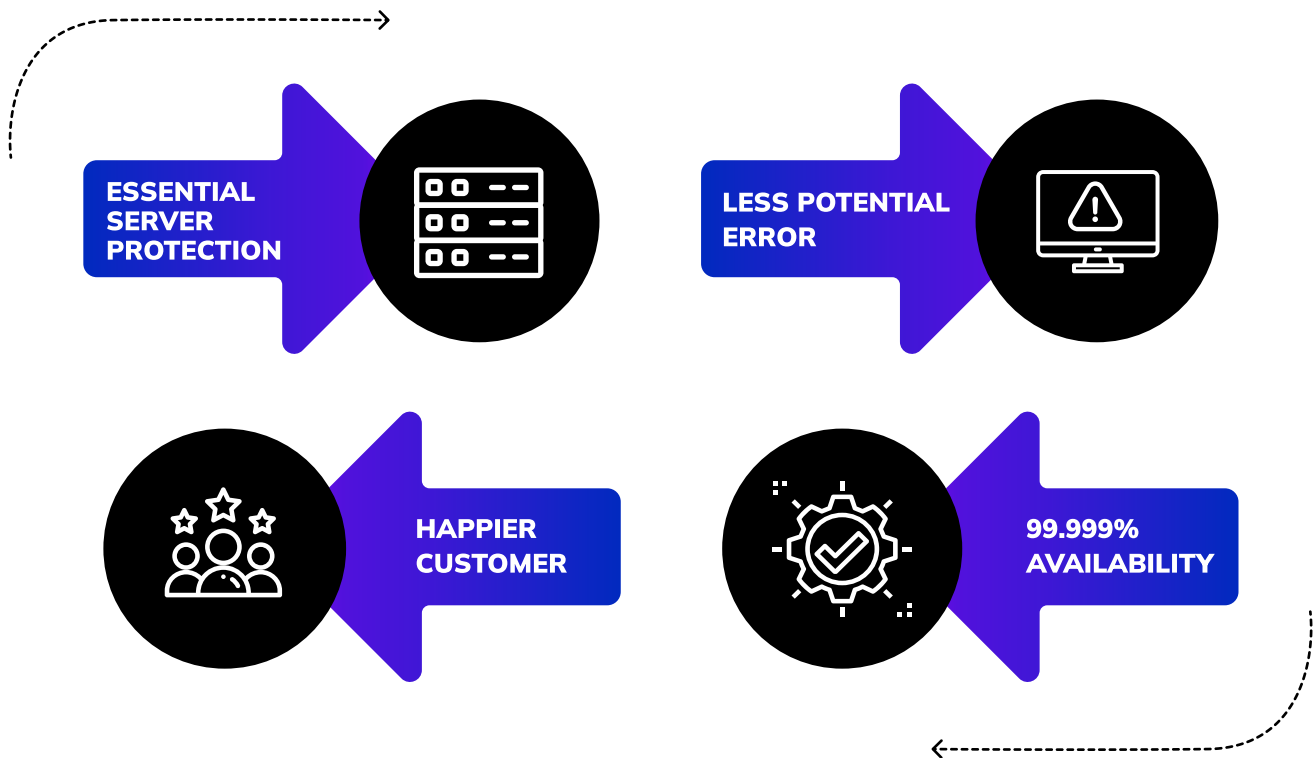 ESSENTIAL
SERVER
PROTECTION
LESS POTENTIAL
ERROR
HAPPIER
CUSTOMER
99.999%
AVAILABILITY